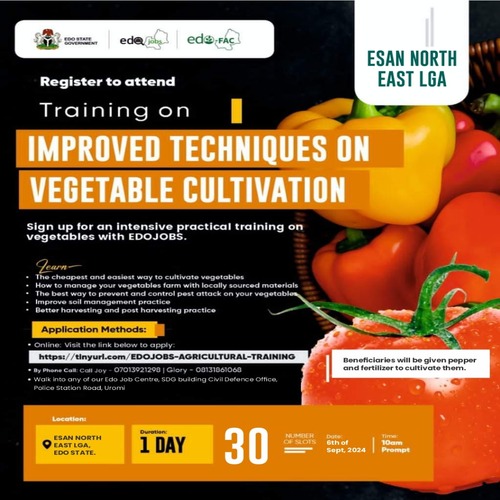 EDO STATE
GOVERNMENT
edo jobs
edo-FAC
ESAN NORTH
EAST LGA
Register to attend
Training on
IMPROVED TECHNIQUES ON
VEGETABLE CULTIVATION
Sign up for an intensive practical training on
vegetables with EDOJOBS.
Learn
• The cheapest and easiest way to cultivate vegetables
• How to manage your vegetables farm with locally sourced materials
• The best way to prevent and control pest attack on your vegetables
• Improve soil management practice
• Better harvesting and post harvesting practice
Application Methods:
• Online: Visit the link below to apply:
https://tinyurl.com/EDOJOBS-AGRICULTURAL-TRAINING
• By Phone Call: Call Joy - 07013921298 | Glory - 08131861068
• Walk into any of our Edo Job Centre, SDG building Civil Defence Office,
Police Station Road, Uromi
Beneficiaries will be given pepper
and fertilizer to cultivate them.
Location:
ESAN NORTH
EAST LGA,
EDO STATE.
Duration:
1 DAY
30
NUMBER
OF SLOTS
Date:
6th of
Sept, 2024
Time:
10am
Prompt